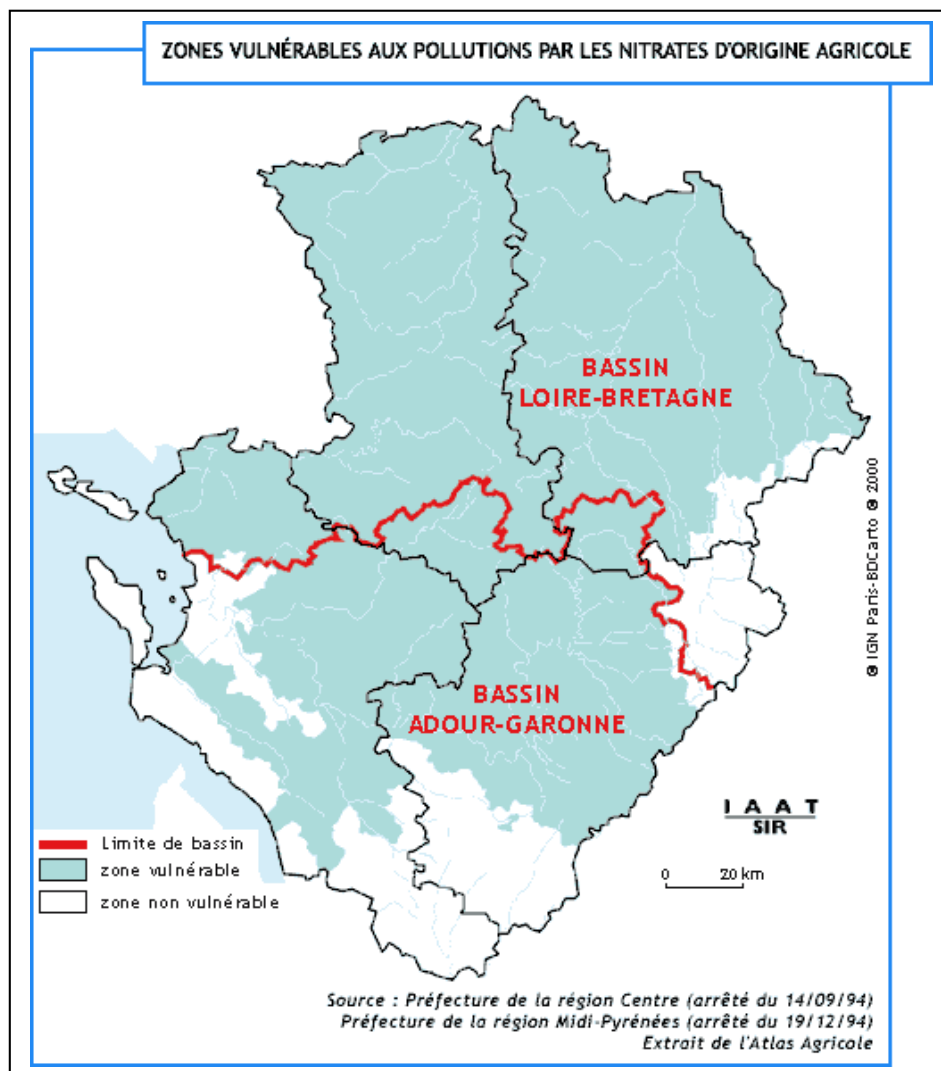 ZONES VULNÉRABLES AUX POLLUTIONS PAR LES NITRATES D'ORIGINE AGRICOLE
BASSIN
LOIRE-BRETAGNE
© IGN Paris-BDCarto © 2000
BASSIN
ADOUR-GARONNE
I A A T
SIR
Limite de bassin
zone vulnérable
zone non vulnérable
0 20 km
Source : Préfecture de la région Centre (arrêté du 14/09/94)
Préfecture de la région Midi-Pyrénées (arrêté du 19/12/94)
Extrait de l'Atlas Agricole